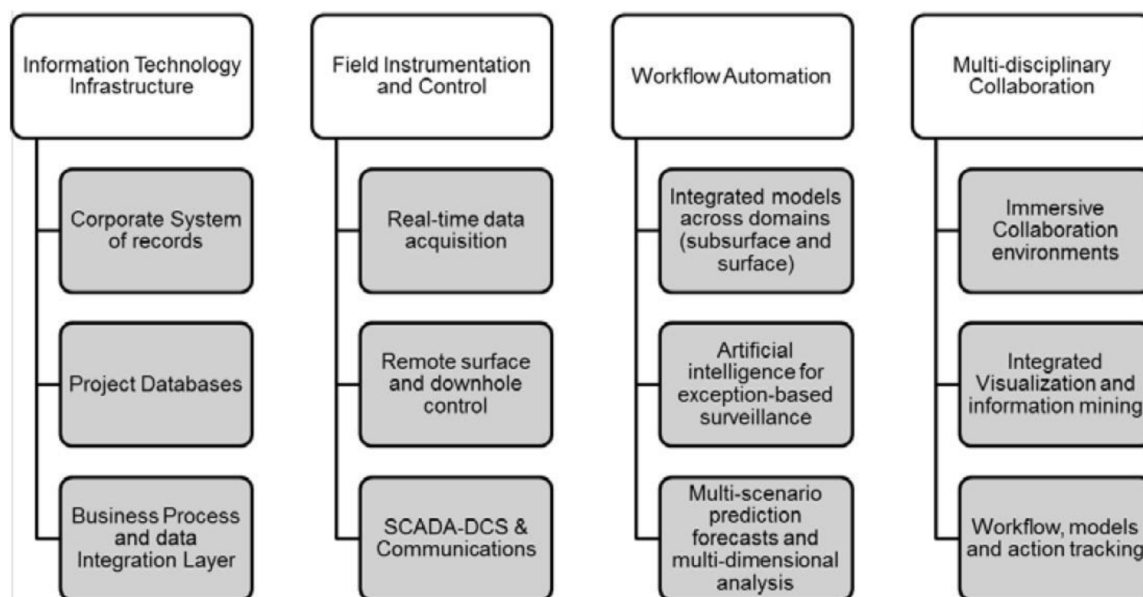 Information Technology
Infrastructure
Corporate System
of records
Project Databases
Business Process
and data
Integration Layer
Field Instrumentation
and Control
Real-time data
acquisition
Remote surface
and downhole
control
SCADA-DCS &
Communications
Workflow Automation
Integrated models
across domains
(subsurface and
surface)
Artificial
intelligence for
exception-based
surveillance
Multi-scenario
prediction
forecasts and
multi-dimensional
analysis
Multi-disciplinary
Collaboration
Immersive
Collaboration
environments
Integrated
Visualization and
information mining
Workflow, models
and action tracking